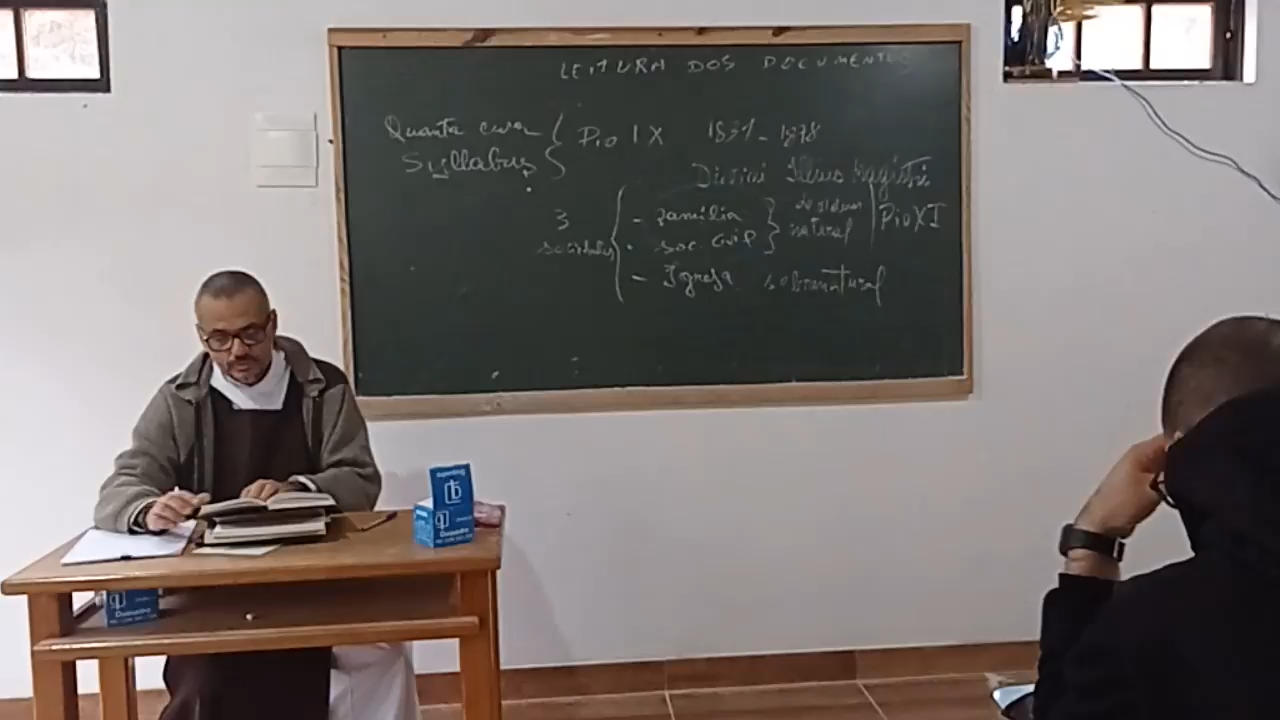 LEITURA DOS DOCUMENTOS
Quanta cura { Pio IX 1831 - 1878
Syllabus
Divini Illius Magistri
3 sociedades { - família } de ordem natural | Pio XI
- soc. civil
- Igreja sobrenatural